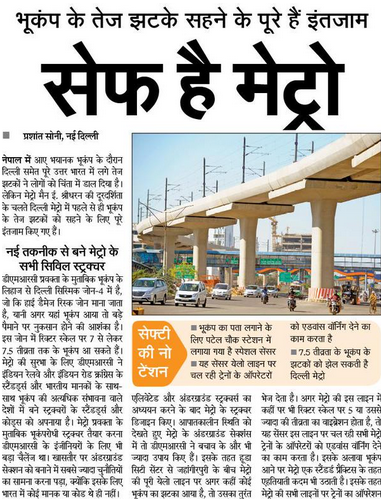 भूकंप के तेज झटके सहने के पूरे हैं इंतजाम
सेफ है मेट्रो
प्रशांत सोनी, नई दिल्ली
नेपाल में आए भयानक भूकंप के दौरान
दिल्ली समेत पूरे उत्तर भारत में लगे तेज
झटकों ने लोगों को चिंता में डाल दिया है।
लेकिन मेट्रो मैन ई. श्रीधरन की दूरदर्शिता
के चलते दिल्ली मेट्रो में पहले से ही भूकंप
के तेज झटकों को सहने के लिए पूरे
इंतजाम किए गए हैं।
नई तकनीक से बने मेट्रो के
सभी सिविल स्ट्रक्चर
डीएमआरसी प्रवक्ता के मुताबिक भूकंप के
लिहाज से दिल्ली सिस्मिक जोन-4 में है,
जो कि हाई डैमेज रिस्क जोन माना जाता
है, यानी अगर यहां भूकंप आया तो बड़े
पैमाने पर नुकसान होने की आशंका है।
इस जोन में रिक्टर स्केल पर 7 से लेकर
7.5 तीव्रता तक के भूकंप आ सकते हैं।
मेट्रो की सुरक्षा के लिए डीएमआरसी ने
इंडियन रेलवे और इंडियन रोड कांग्रेस के
स्टैंडर्ड्स और भारतीय मानकों के साथ-
साथ भूकंप की अत्यधिक संभावना वाले
देशों में बने स्ट्रक्चरों के स्टैंडर्ड और
कोड्स को अपनाया है। मेट्रो प्रवक्ता के
मुताबिक भूकंपरोधी स्ट्रक्चर तैयार करना
डीएमआरसी के इंजीनियरों के लिए भी
बड़ा चैलेंज था। खासतौर पर अंडरग्राउंड
सेक्शन को बनाने में सबसे ज्यादा चुनौतियों
का सामना करना पड़ा, क्योंकि इसके लिए
भारत में कोई मानक या कोड थे ही नहीं।
सेफ्टी
की नो
टेंशन
भूकंप का पता लगाने के
लिए पटेल चौक स्टेशन में
लगाया गया है स्पेशल सेंसर
यह सेंसर येलो लाइन पर
चल रही ट्रेनों के ऑपरेटरों
को एडवांस वॉर्निंग देने का
काम करता है
7.5 तीव्रता के भूकंप के
झटके को झेल सकती है
दिल्ली मेट्रो
एलिवेटेड और अंडरग्राउंड स्ट्रक्चर्स का
अध्ययन करने के बाद मेट्रो के स्ट्रक्चर
डिजाइन किए। आपातकालीन स्थिति को
देखते हुए मेट्रो के अंडरग्राउंड सेक्शंस
में तो डीएमआरसी ने बचाव के और भी
ज्यादा उपाय किए हैं। इसके तहत हूडा
सिटी सेंटर से जहांगीरपुरी के बीच मेट्रो
की पूरी येलो लाइन पर अगर कहीं कोई
भूकंप का झटका आया है, तो उसका तुरंत
भेज देता है। अगर मेट्रो की इस लाइन में
कहीं पर भी रिक्टर स्केल पर 5 या उससे
ज्यादा की तीव्रता का वाइब्रेशन होता है, तो
यह सेंसर इस लाइन पर चल रही सभी मेट्रो
ट्रेनों के ऑपरेटरों को एडवांस वॉर्निंग देने
का काम करता है। इसके अलावा भूकंप
आने पर मेट्रो एक स्टैंडर्ड प्रैक्टिस के तहत
एहतियाती कदम भी उठाती है। इसके तहत
मेट्रो की सभी लाइनों पर ट्रेनों के ऑपरेटरों